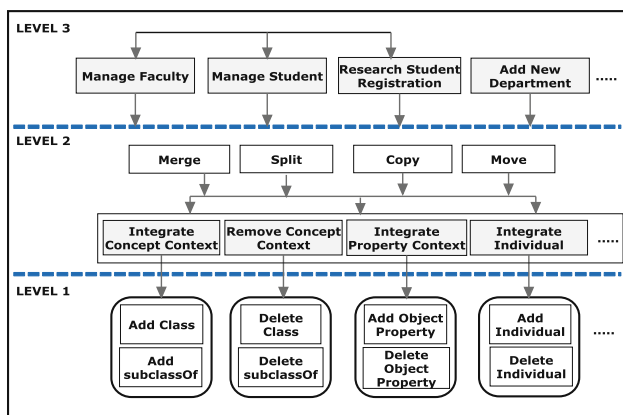 LEVEL 3
Manage Faculty
Manage Student
Research Student
Registration
Add New
Department
.....
LEVEL 2
Merge
Split
Copy
Move
Integrate
Concept Context
Remove Concept
Context
Integrate
Property Context
Integrate
Individual
.....
LEVEL 1
Add Class
Add
subclassOf
Delete
Class
Delete
subclassOf
Add Object
Property
Delete
Object
Property
Add
Individual
Delete
Individual
.....